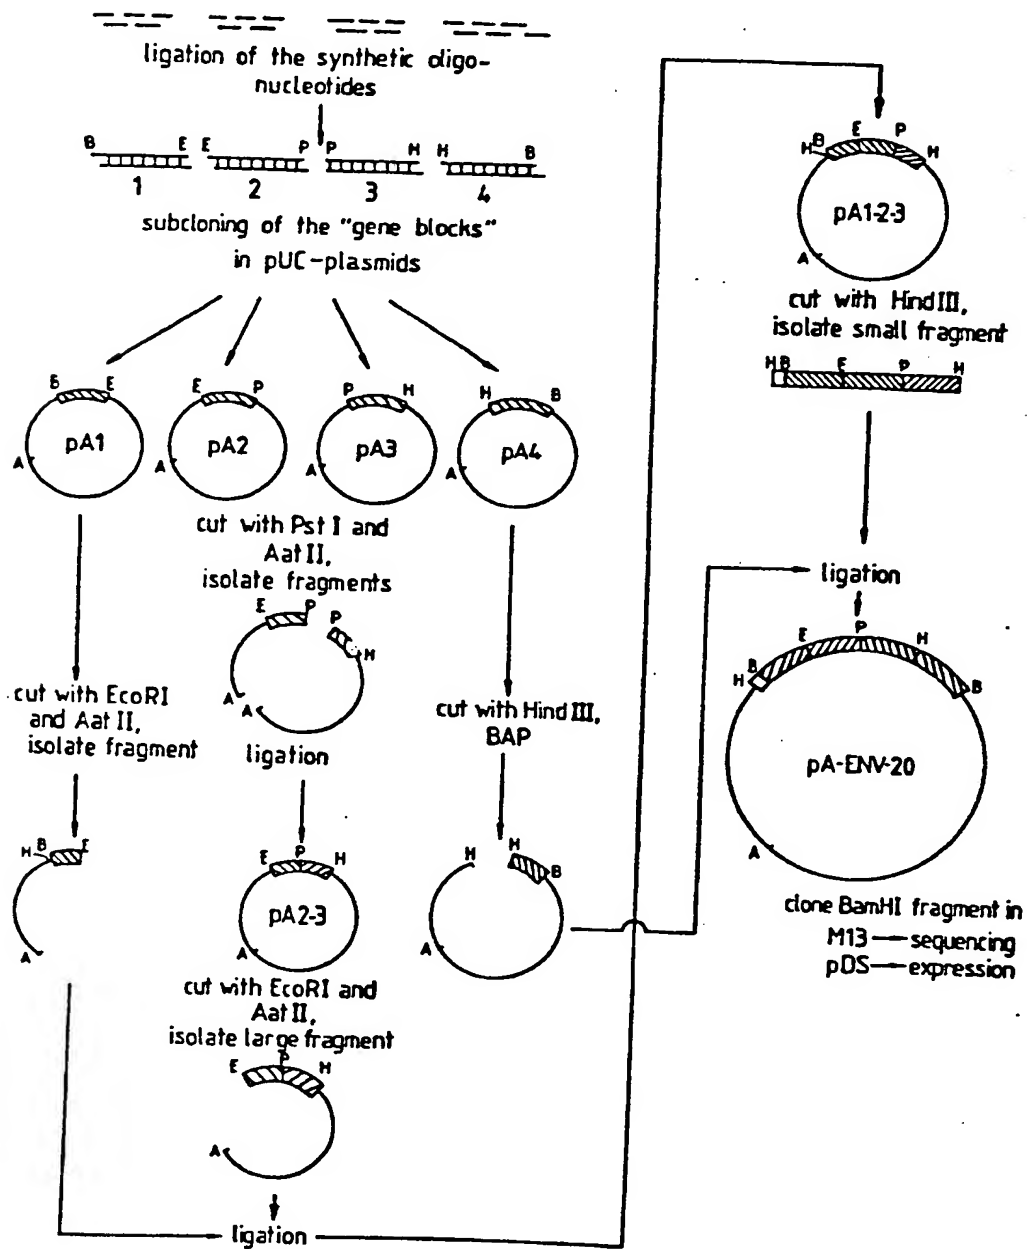 ligation of the synthetic oligo-
nucleotides
B E E P P H H B
1 2 3 4
subcloning of the "gene blocks"
in pUC-plasmids
B E
pA1
A
E P
pA2
A
P H
pA3
A
H B
pA4
A
cut with Pst I and
Aat II,
isolate fragments
E P P H
A A
ligation
cut with EcoRI
and Aat II,
isolate fragment
H B E
A
E P H
pA2-3
A
cut with EcoRI and
Aat II,
isolate large fragment
E P H
A
cut with Hind III,
BAP
H H B
A
ligation
H B E P H
pA1-2-3
A
cut with Hind III,
isolate small fragment
H B E P H
ligation
H B E P H B
pA-ENV-20
A
clone BamHI fragment in
M13 — sequencing
pDS — expression